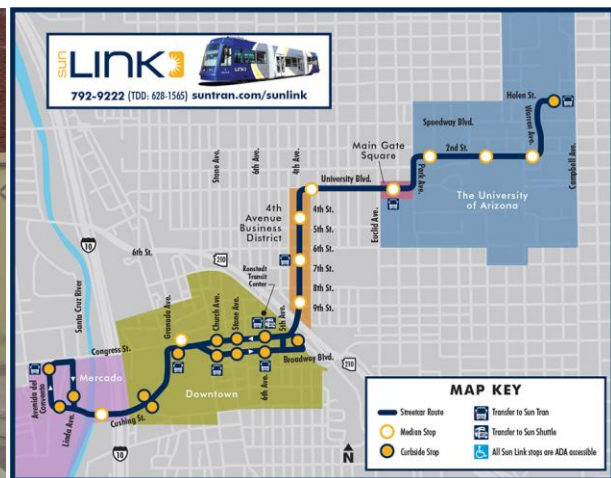 sun LINK
792-9222 (TDD: 628-1565) suntran.com/sunlink
Helen St.
Speedway Blvd.
Warren Ave.
Campbell Ave.
2nd St.
Main Gate
Square
Park Ave.
University Blvd.
Euclid Ave.
The University
of Arizona
Stone Ave.
6th Ave.
4th Ave.
4th
Avenue
Business
District
4th St.
5th St.
6th St.
7th St.
8th St.
9th St.
10
6th St.
210
Ronstadt
Transit
Center
Santa Cruz River
Granada Ave.
Church Ave.
Stone Ave.
5th Ave.
Congress St.
Broadway Blvd.
210
6th Ave.
Mercado
Downtown
Avenida del
Convento
Linda Ave.
Cushing St.
10
N
MAP KEY
Streetcar Route
Transfer to Sun Tran
Median Stop
Transfer to Sun Shuttle
Curbside Stop
All Sun Link stops are ADA accessible